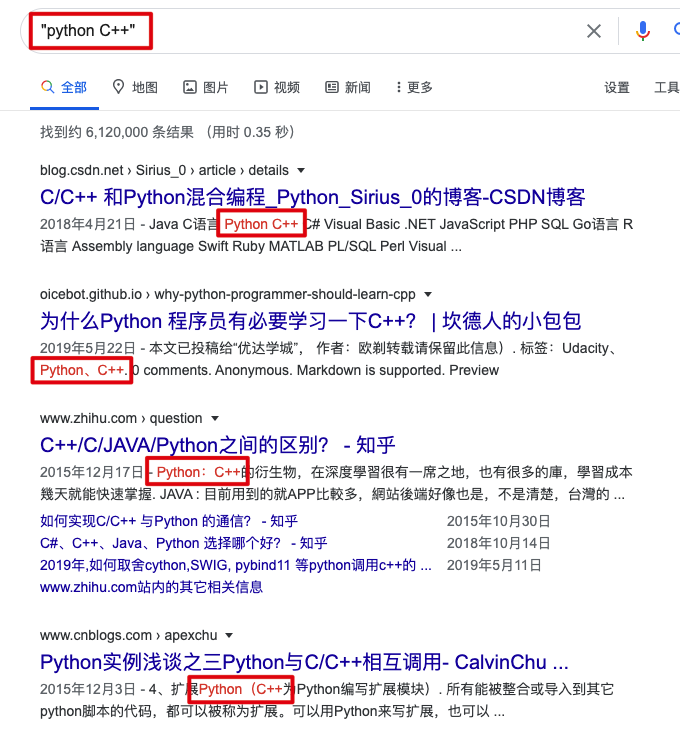 "python C++"
全部 地图 图片 视频 新闻 更多 设置 工具
找到约 6,120,000 条结果 （用时 0.35 秒）
blog.csdn.net › Sirius_0 › article › details
C/C++ 和Python混合编程_Python_Sirius_0的博客-CSDN博客
2018年4月21日 - Java C语言 Python C++ C# Visual Basic .NET JavaScript PHP SQL Go语言 R
语言 Assembly language Swift Ruby MATLAB PL/SQL Perl Visual ...
oicebot.github.io › why-python-programmer-should-learn-cpp
为什么Python 程序员有必要学习一下C++？ | 坎德人的小包包
2019年5月22日 - 本文已投稿给“优达学城”， 作者：欧剃转载请保留此信息）. 标签：Udacity、
Python、C++. 0 comments. Anonymous. Markdown is supported. Preview
www.zhihu.com › question
C++/C/JAVA/Python之间的区别？ - 知乎
2015年12月17日 - Python：C++的衍生物，在深度學習很有一席之地，也有很多的庫，學習成本
幾天就能快速掌握. JAVA : 目前用到的就APP比較多，網站後端好像也是，不是清楚，台灣的 ...
如何实现C/C++ 与Python 的通信？ - 知乎 2015年10月30日
C#、C++、Java、Python 选择哪个好？ - 知乎 2018年10月14日
2019年,如何取舍cython,SWIG, pybind11 等python调用c++的 ... 2019年5月11日
www.zhihu.com站内的其它相关信息
www.cnblogs.com › apexchu
Python实例浅谈之三Python与C/C++相互调用- CalvinChu ...
2015年12月3日 - 4、扩展Python（C++为Python编写扩展模块）. 所有能被整合或导入到其它
python脚本的代码，都可以被称为扩展。可以用Python来写扩展，也可以 ...